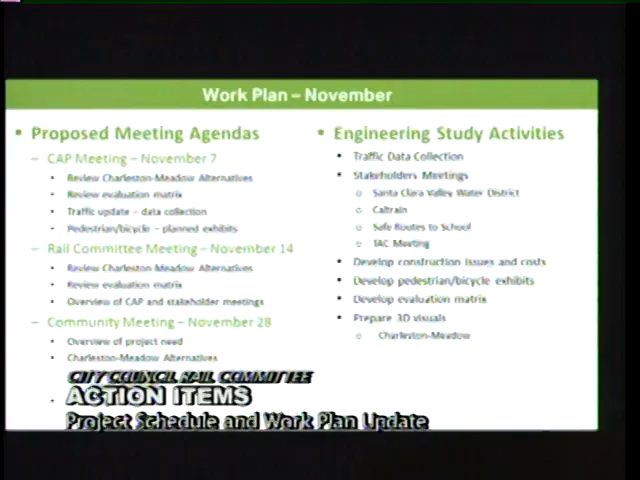 Work Plan – November
• Proposed Meeting Agendas
– CAP Meeting – November 7
• Review Charleston-Meadow Alternatives
• Review evaluation matrix
• Traffic update – data collection
• Pedestrian/bicycle – planned exhibits
– Rail Committee Meeting – November 14
• Review Charleston-Meadow Alternatives
• Review evaluation matrix
• Overview of CAP and stakeholder meetings
– Community Meeting – November 28
• Overview of project need
• Charleston-Meadow Alternatives
• Engineering Study Activities
• Traffic Data Collection
• Stakeholders Meetings
o Santa Clara Valley Water District
o Caltrain
o Safe Routes to School
o TAC Meeting
• Develop construction issues and costs
• Develop pedestrian/bicycle exhibits
• Develop evaluation matrix
• Prepare 3D visuals
o Charleston-Meadow
CITY COUNCIL RAIL COMMITTEE
ACTION ITEMS
Project Schedule and Work Plan Update